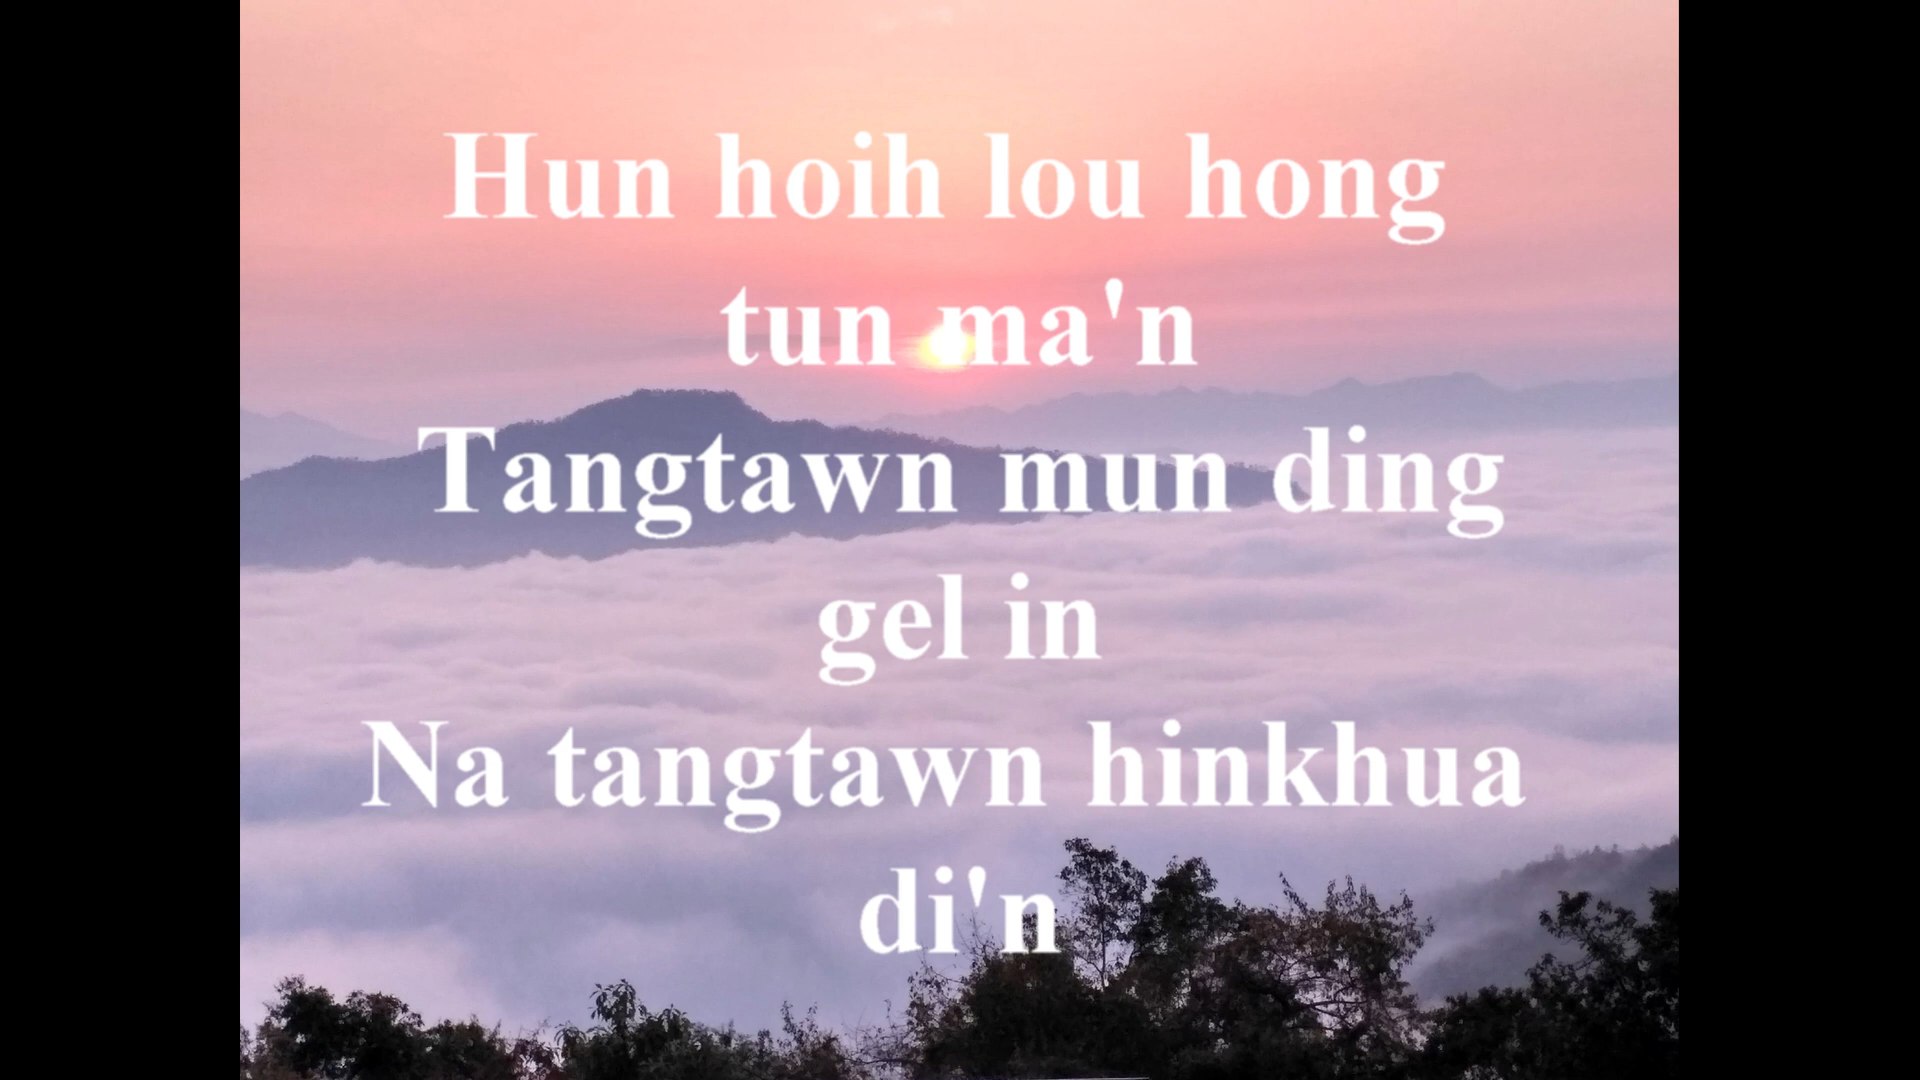 Hun hoih lou hong
tun ma'n
Tangtawn mun ding
gel in
Na tangtawn hinkhua
di'n